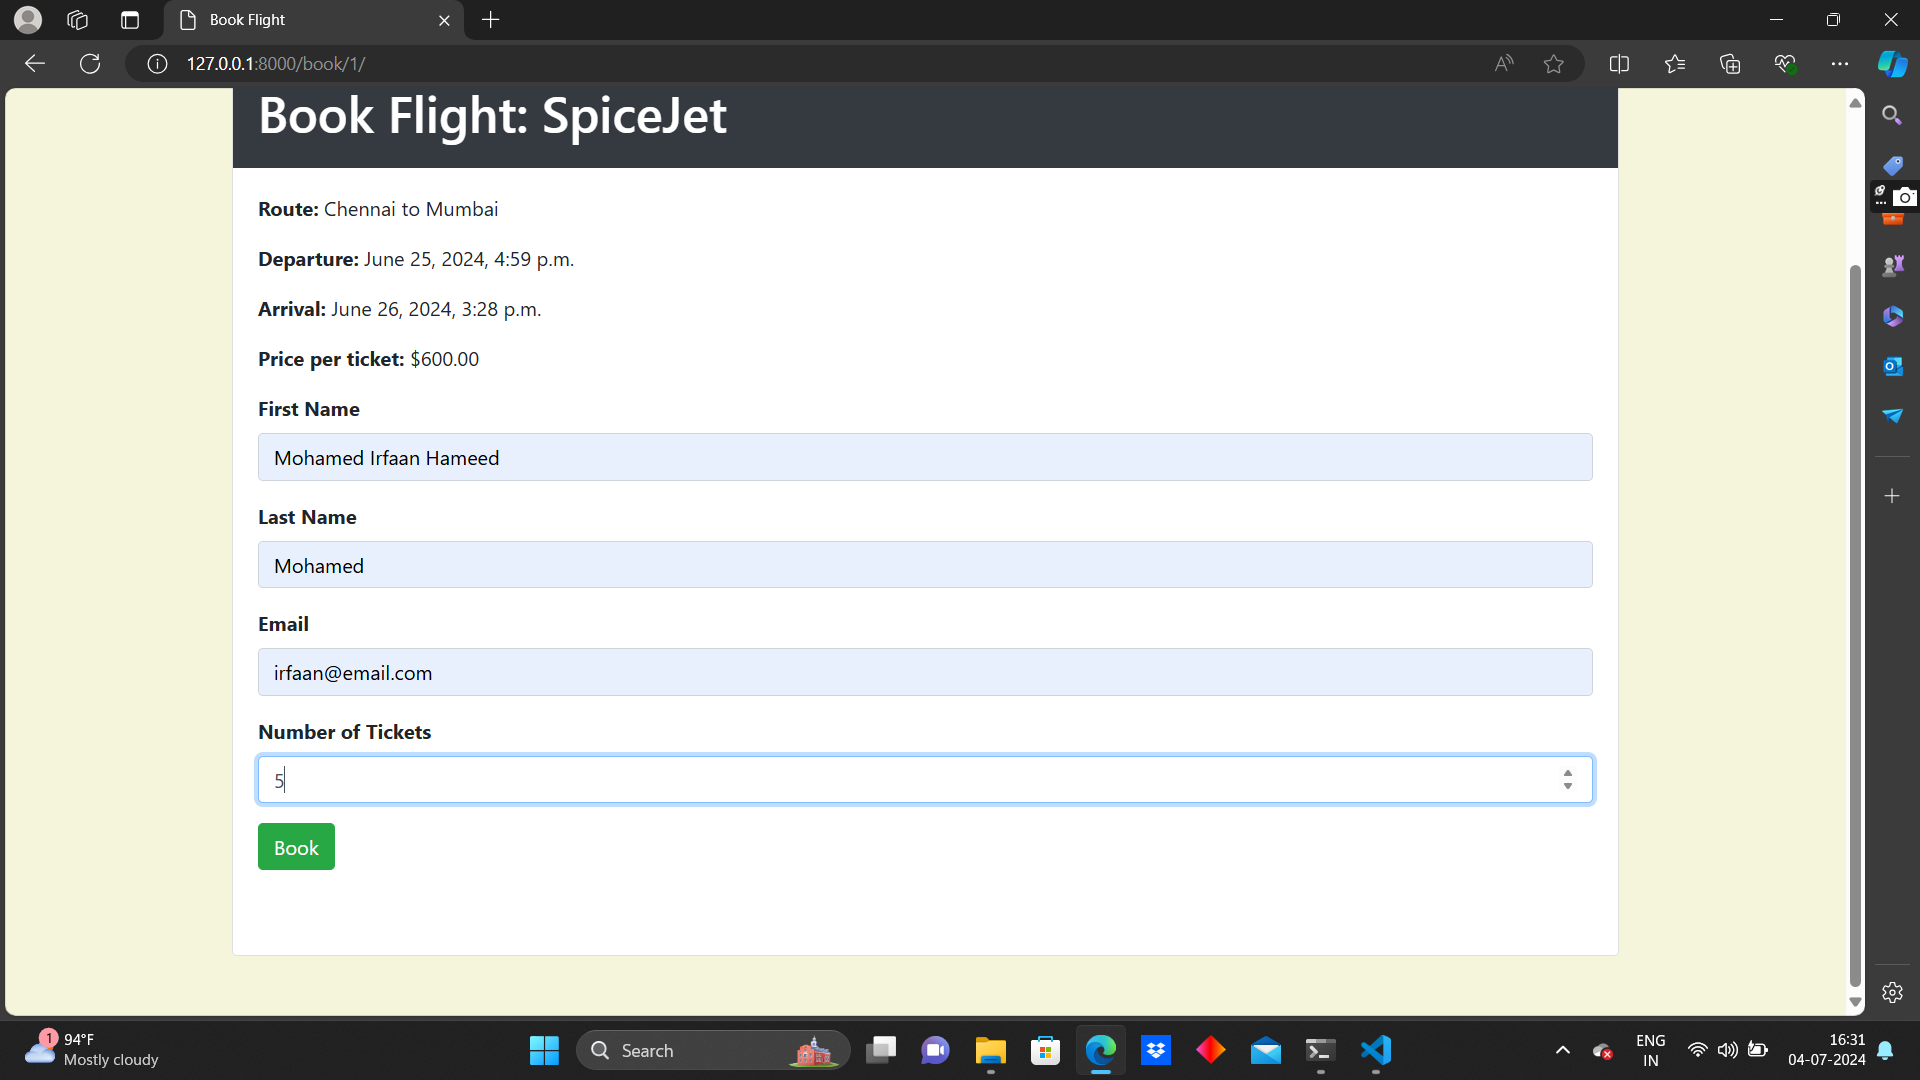 Book Flight
127.0.0.1:8000/book/1/
Book Flight: SpiceJet
Route: Chennai to Mumbai
Departure: June 25, 2024, 4:59 p.m.
Arrival: June 26, 2024, 3:28 p.m.
Price per ticket: $600.00
First Name
Mohamed Irfaan Hameed
Last Name
Mohamed
Email
irfaan@email.com
Number of Tickets
5
Book
1
94°F
Mostly cloudy
Search
ENG
IN
16:31
04-07-2024